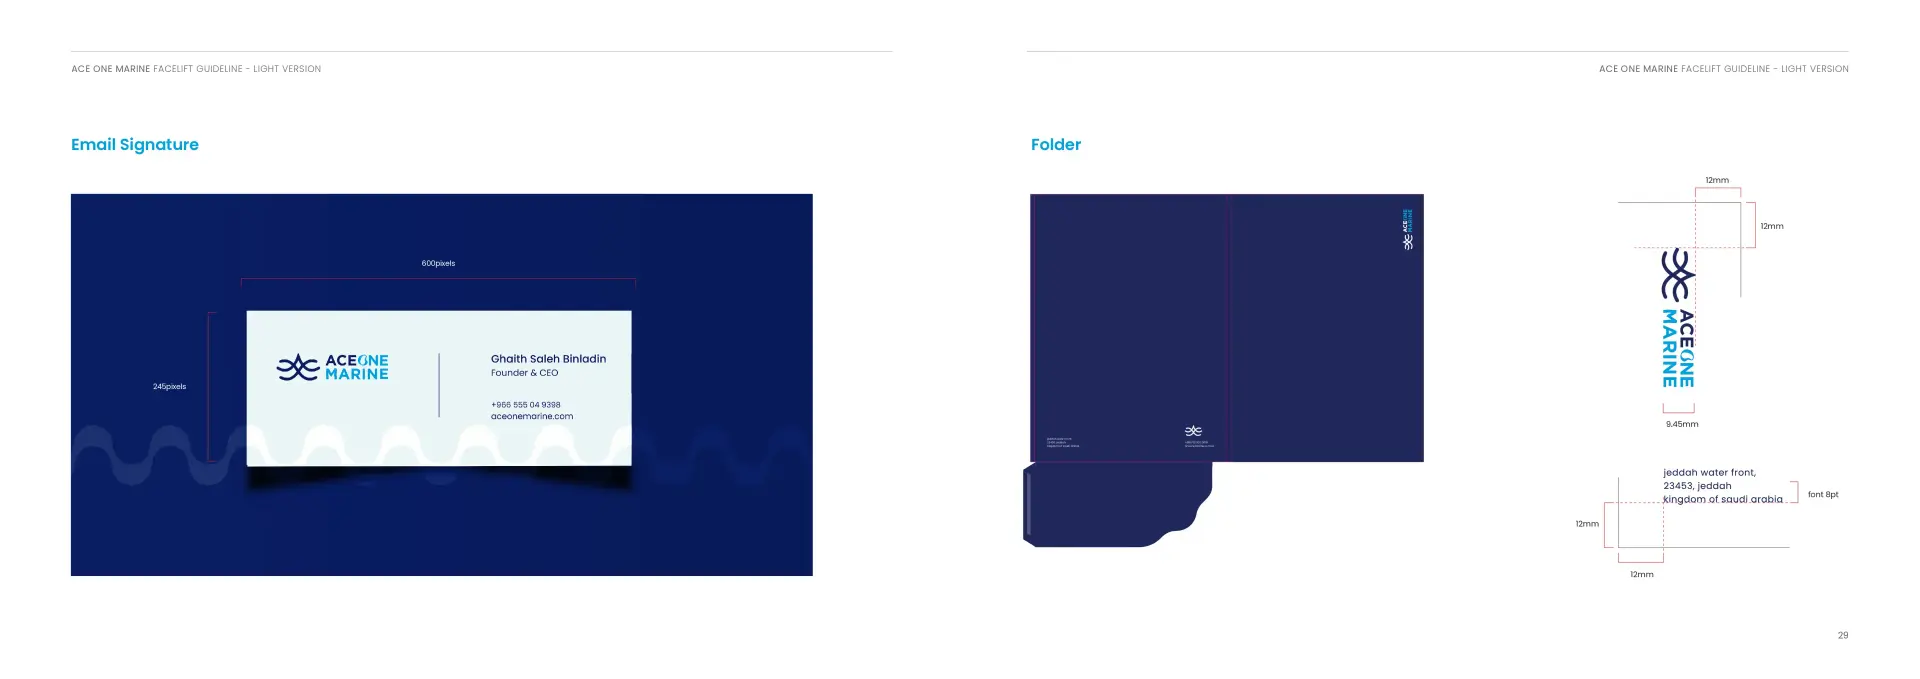 ACE ONE MARINE FACELIFT GUIDELINE - LIGHT VERSION
ACE ONE MARINE FACELIFT GUIDELINE - LIGHT VERSION
Email Signature
600pixels
245pixels
ACEONE
MARINE
Ghaith Saleh Binladin
Founder & CEO
+966 555 04 9398
aceonemarine.com
Folder
ACEONE
MARINE
12mm
12mm
ACEONE
MARINE
9.45mm
jeddah water front,
23453, jeddah
kingdom of saudi arabia
font 8pt
12mm
12mm
29